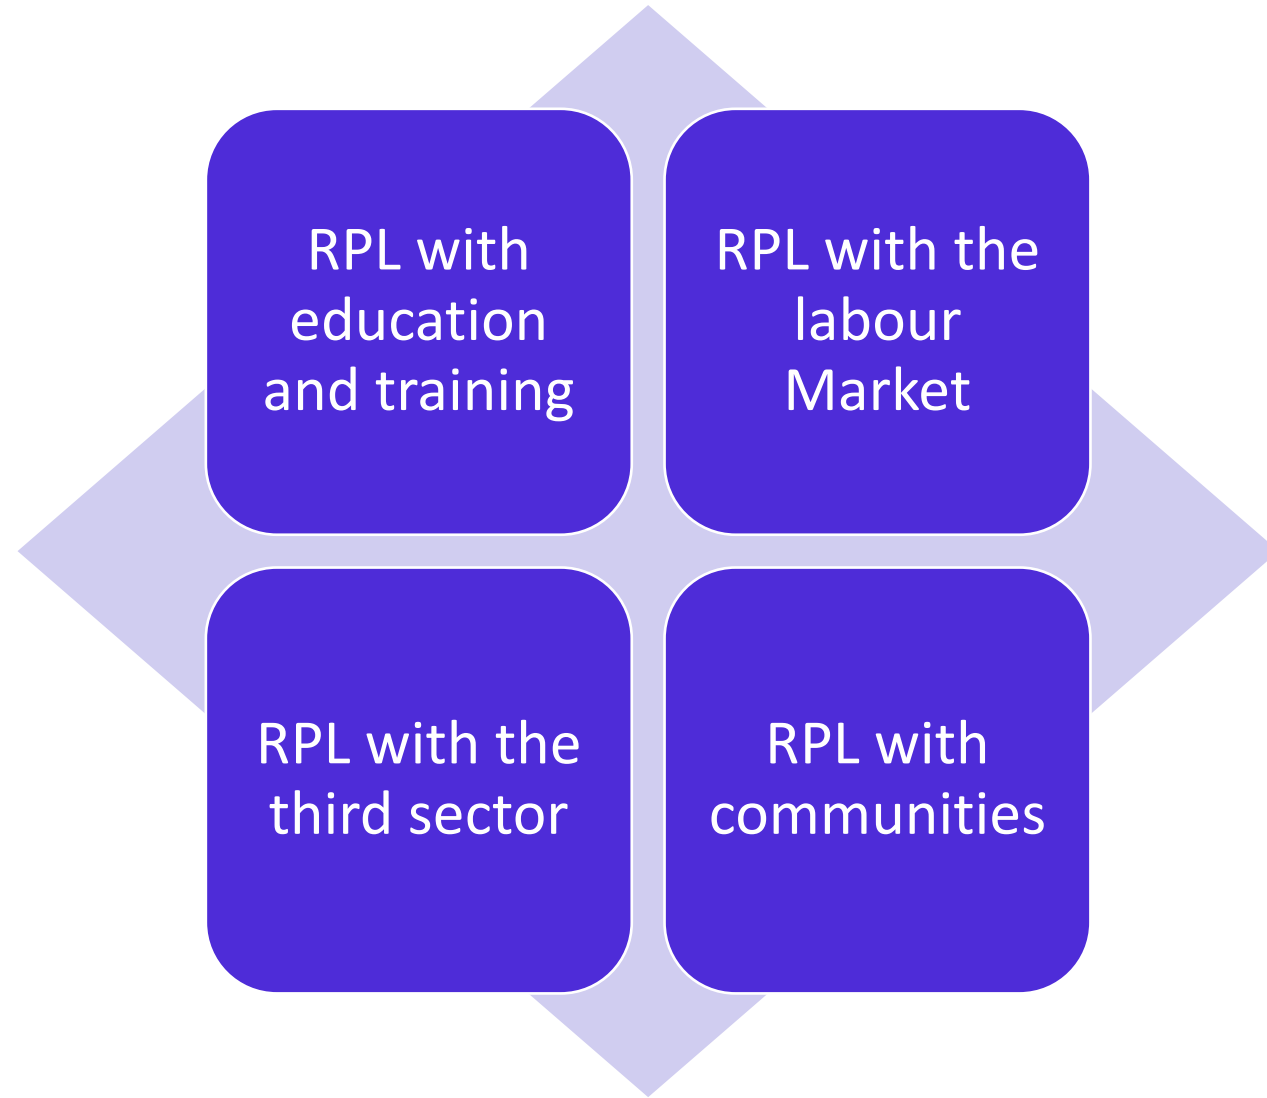 RPL with
education
and training
RPL with the
labour
Market
RPL with the
third sector
RPL with
communities